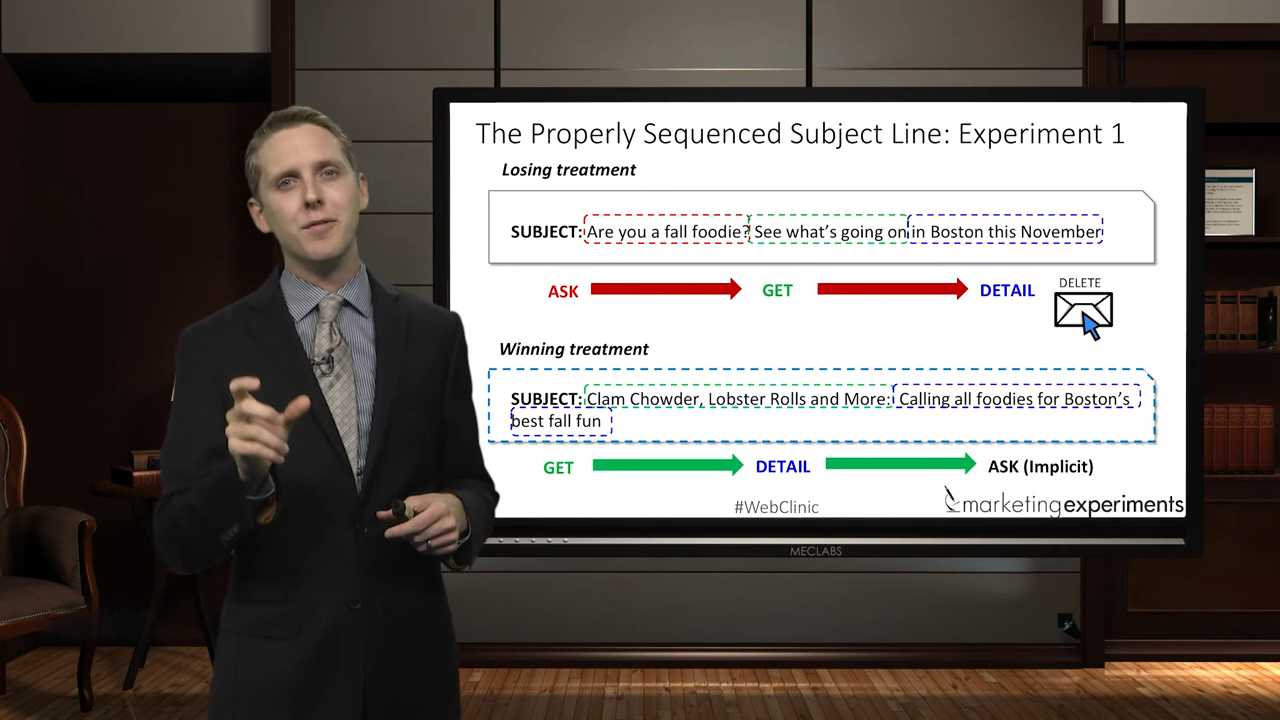 The Properly Sequenced Subject Line: Experiment 1
Losing treatment
SUBJECT: Are you a fall foodie? See what's going on in Boston this November
ASK GET DETAIL
DELETE
Winning treatment
SUBJECT: Clam Chowder, Lobster Rolls and More: Calling all foodies for Boston's
best fall fun
GET DETAIL ASK (Implicit)
#WebClinic
marketingexperiments
MECLABS